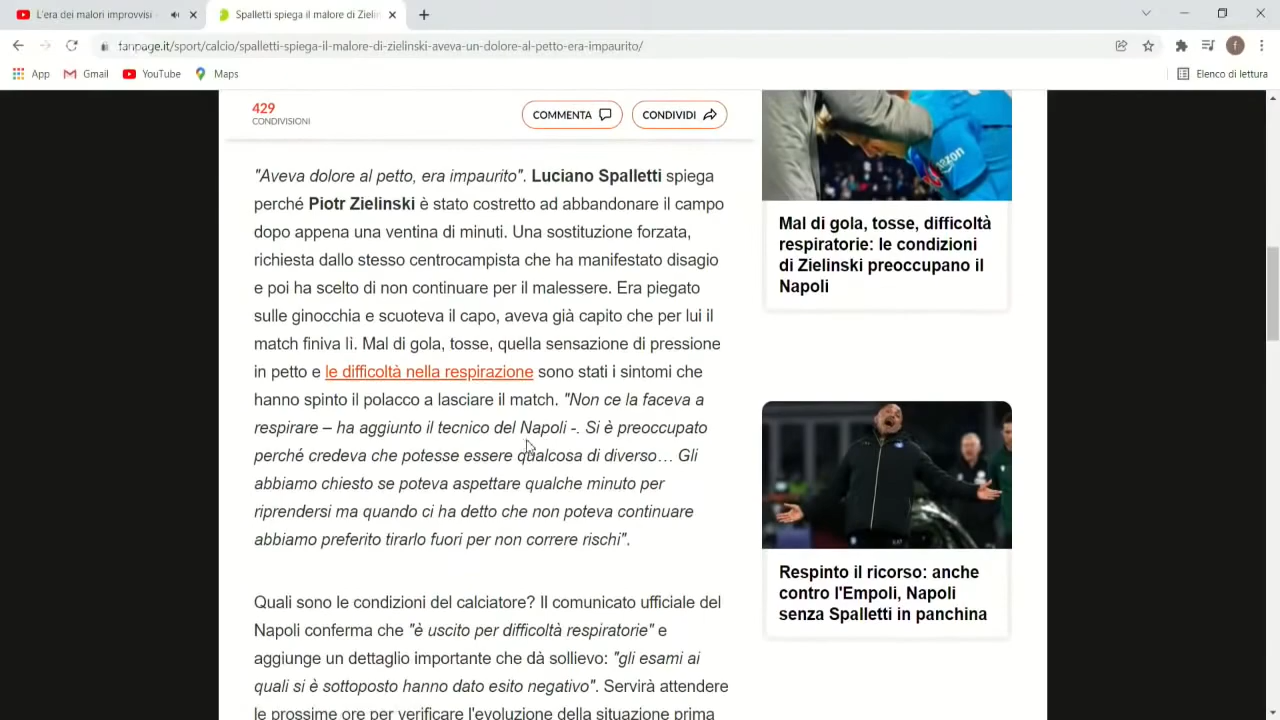 L'era dei malori improvvisi -
Spalletti spiega il malore di Zielin
fanpage.it/sport/calcio/spalletti-spiega-il-malore-di-zielinski-aveva-un-dolore-al-petto-era-impaurito/
f
App
Gmail
YouTube
Maps
Elenco di lettura
429
CONDIVISIONI
COMMENTA
CONDIVIDI
"Aveva dolore al petto, era impaurito". Luciano Spalletti spiega
perché Piotr Zielinski è stato costretto ad abbandonare il campo
dopo appena una ventina di minuti. Una sostituzione forzata,
richiesta dallo stesso centrocampista che ha manifestato disagio
e poi ha scelto di non continuare per il malessere. Era piegato
sulle ginocchia e scuoteva il capo, aveva già capito che per lui il
match finiva lì. Mal di gola, tosse, quella sensazione di pressione
in petto e le difficoltà nella respirazione sono stati i sintomi che
hanno spinto il polacco a lasciare il match. "Non ce la faceva a
respirare – ha aggiunto il tecnico del Napoli -. Si è preoccupato
perché credeva che potesse essere qualcosa di diverso… Gli
abbiamo chiesto se poteva aspettare qualche minuto per
riprendersi ma quando ci ha detto che non poteva continuare
abbiamo preferito tirarlo fuori per non correre rischi".
Quali sono le condizioni del calciatore? Il comunicato ufficiale del
Napoli conferma che "è uscito per difficoltà respiratorie" e
aggiunge un dettaglio importante che dà sollievo: "gli esami ai
quali si è sottoposto hanno dato esito negativo". Servirà attendere
le prossime ore per verificare l'evoluzione della situazione prima
Mal di gola, tosse, difficoltà
respiratorie: le condizioni
di Zielinski preoccupano il
Napoli
Respinto il ricorso: anche
contro l'Empoli, Napoli
senza Spalletti in panchina